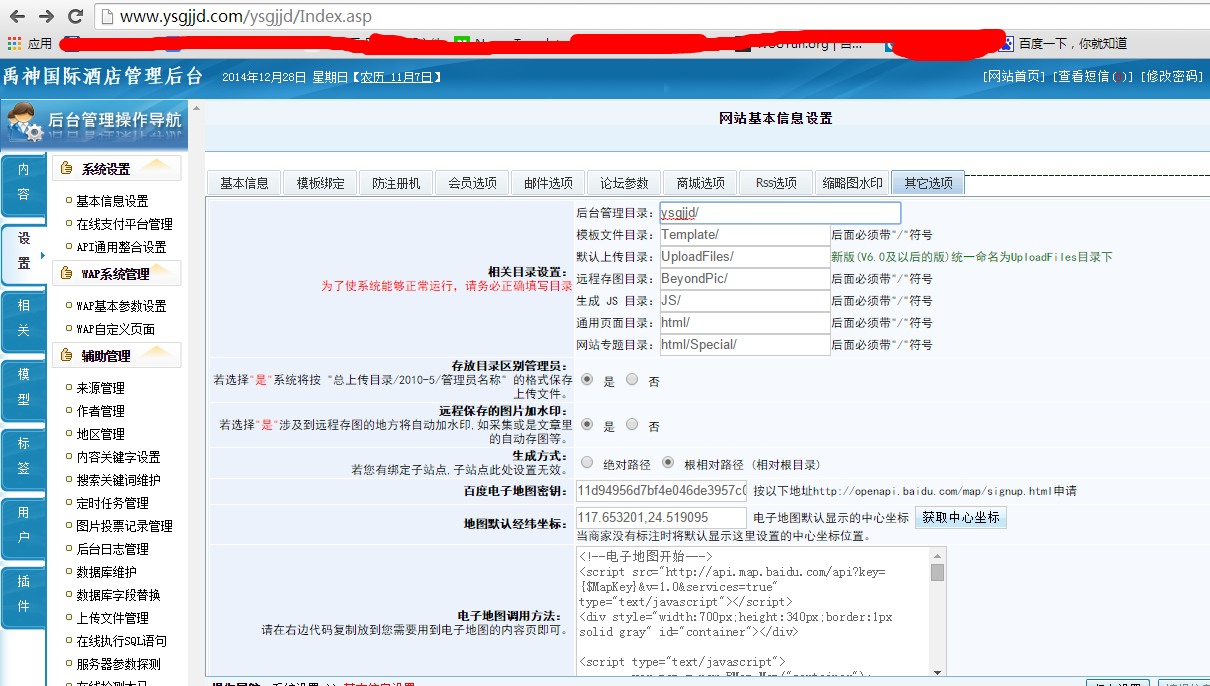 www.ysgjjd.com/ysgjjd/Index.asp
应用
百度一下，你就知道
禹神国际酒店管理后台
2014年12月28日 星期日【农历 11月7日】
[网站首页] [查看短信(0)] [修改密码]
后台管理操作导航
网站基本信息设置
内容
设置
相关
模型
标签
用户
插件
系统设置
基本信息设置
在线支付平台管理
API通用整合设置
WAP系统管理
WAP基本参数设置
WAP自定义页面
辅助管理
来源管理
作者管理
地区管理
内容关键字设置
搜索关键词维护
定时任务管理
图片投票记录管理
后台日志管理
数据库维护
数据库字段替换
上传文件管理
在线执行SQL语句
服务器参数探测
基本信息 模板绑定 防注册机 会员选项 邮件选项 论坛参数 商城选项 Rss选项 缩略图水印 其它选项
相关目录设置：
为了使系统能够正常运行，请务必正确填写目录
后台管理目录： ysgjjd/
模板文件目录： Template/ 后面必须带"/"符号
默认上传目录： UploadFiles/ 新版(V6.0及以后的版)统一命名为UploadFiles目录下
远程存图目录： BeyondPic/ 后面必须带"/"符号
生成 JS 目录： JS/ 后面必须带"/"符号
通用页面目录： html/ 后面必须带"/"符号
网站专题目录： html/Special/ 后面必须带"/"符号
存放目录区别管理员：
若选择"是"系统将按 "总上传目录/2010-5/管理员名称" 的格式保存
上传文件。
是 否
远程保存的图片加水印：
若选择"是"涉及到远程存图的地方将自动加水印,如采集或是文章里
的自动存图等。
是 否
生成方式：
若您有绑定子站点,子站点此处设置无效。
绝对路径 根相对路径 (相对根目录)
百度电子地图密钥： 11d94956d7bf4e046de3957c0 按以下地址http://openapi.baidu.com/map/signup.html申请
地图默认经纬坐标： 117.653201,24.519095 电子地图默认显示的中心坐标 获取中心坐标
当商家没有标注时将默认显示这里设置的中心坐标位置。
电子地图调用方法：
请在右边代码复制放到您需要用到电子地图的内容页即可。
<!--电子地图开始--->
<script src="http://api.map.baidu.com/api?key=
{$MapKey}&v=1.0&services=true"
type="text/javascript"></script>
<div style="width:700px;height:340px;border:1px
solid gray" id="container"></div>
<script type="text/javascript">